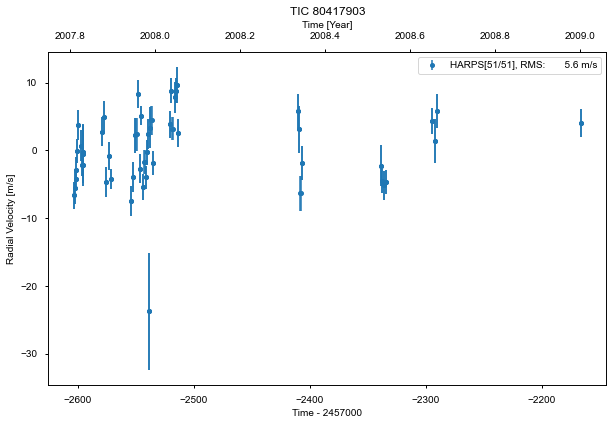 TIC 80417903
Time [Year]
2007.8 2008.0 2008.2 2008.4 2008.6 2008.8 2009.0
HARPS[51/51], RMS: 5.6 m/s
10
0
−10
−20
−30
Radial Velocity [m/s]
−2600 −2500 −2400 −2300 −2200
Time - 2457000